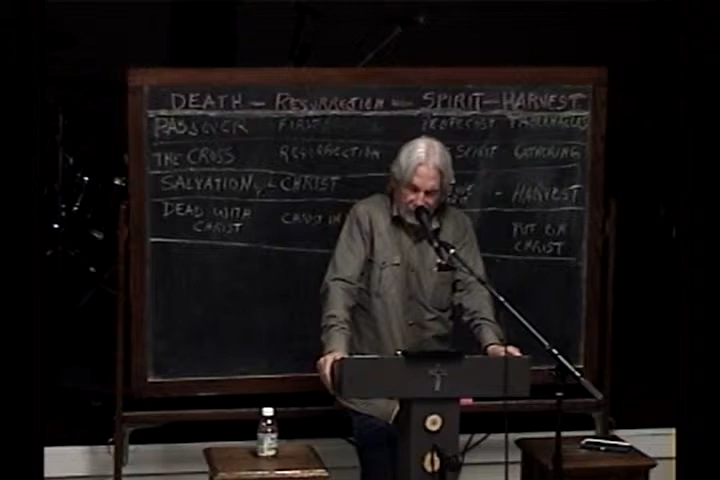 DEATH - RESURRECTION - SPIRIT - HARVEST
PASSOVER FIRST PENTECOST TABERNACLES
THE CROSS RESURRECTION SPIRIT GATHERING
SALVATION - CHRIST - HARVEST
DEAD WITH CHRIST IN PUT ON
CHRIST CHRIST